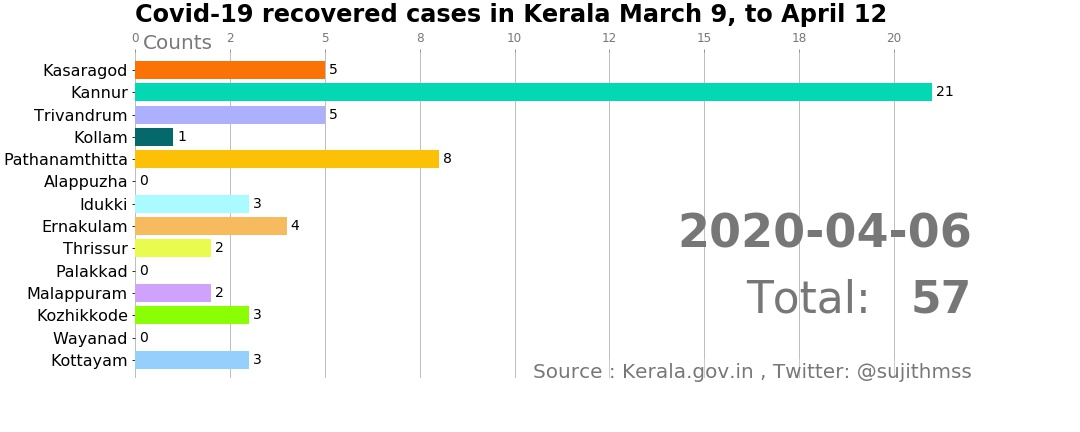 Covid-19 recovered cases in Kerala March 9, to April 12
0 2 5 8 10 12 15 18 20
Counts
Kasaragod 5
Kannur 21
Trivandrum 5
Kollam 1
Pathanamthitta 8
Alappuzha 0
Idukki 3
Ernakulam 4
Thrissur 2
Palakkad 0
Malappuram 2
Kozhikkode 3
Wayanad 0
Kottayam 3
2020-04-06
Total: 57
Source : Kerala.gov.in , Twitter: @sujithmss